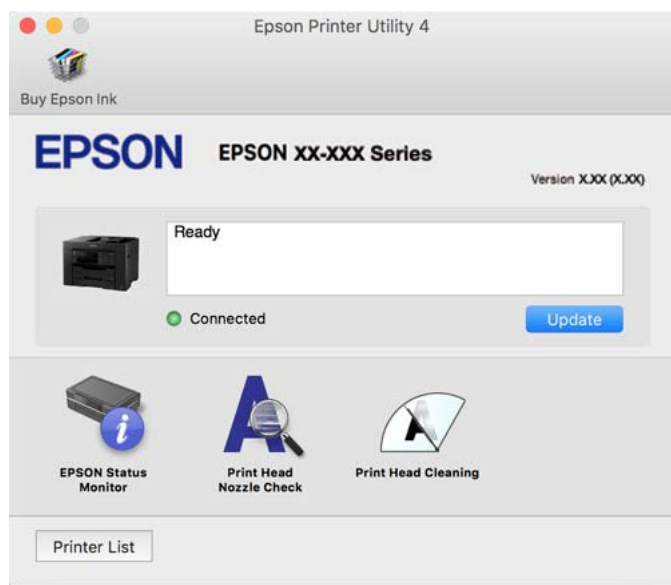 Epson Printer Utility 4
Buy Epson Ink
EPSON
EPSON XX-XXX Series
Version X.XX (X.XX)
Ready
Connected
Update
EPSON Status
Monitor
Print Head
Nozzle Check
Print Head Cleaning
Printer List